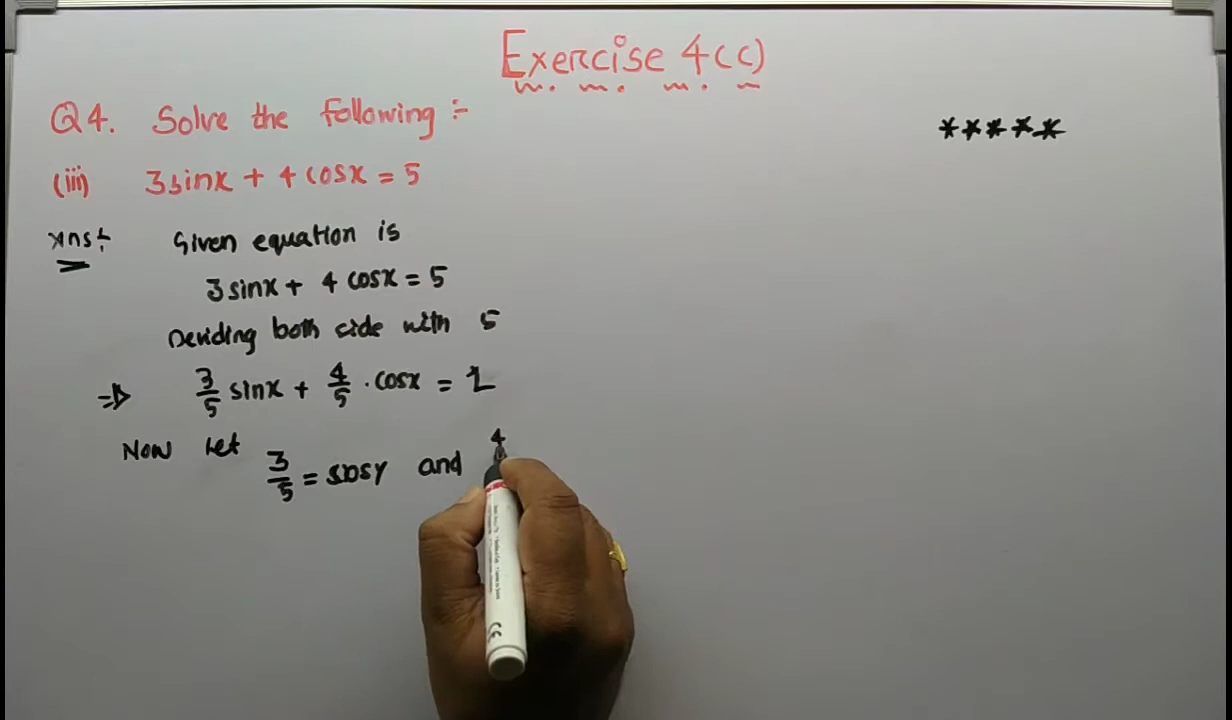 Exercise 4(c)
Q4. Solve the following :-
*****
(iii) 3sinx + 4cosx = 5
Ans:- Given equation is
3sinx + 4cosx = 5
Deviding both side with 5
⇒ 3/5 sinx + 4/5 · cosx = 1
Now let 3/5 = and 4
CE